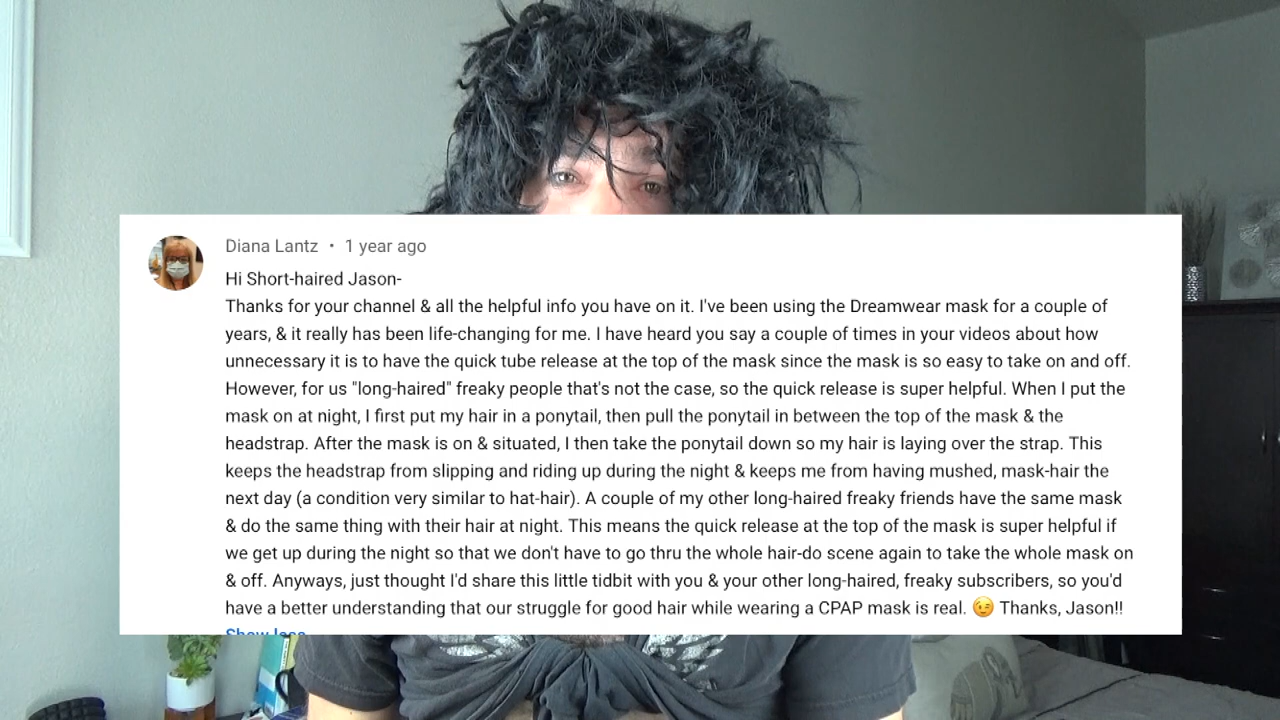 Diana Lantz • 1 year ago
Hi Short-haired Jason-
Thanks for your channel & all the helpful info you have on it. I've been using the Dreamwear mask for a couple of
years, & it really has been life-changing for me. I have heard you say a couple of times in your videos about how
unnecessary it is to have the quick tube release at the top of the mask since the mask is so easy to take on and off.
However, for us "long-haired" freaky people that's not the case, so the quick release is super helpful. When I put the
mask on at night, I first put my hair in a ponytail, then pull the ponytail in between the top of the mask & the
headstrap. After the mask is on & situated, I then take the ponytail down so my hair is laying over the strap. This
keeps the headstrap from slipping and riding up during the night & keeps me from having mushed, mask-hair the
next day (a condition very similar to hat-hair). A couple of my other long-haired freaky friends have the same mask
& do the same thing with their hair at night. This means the quick release at the top of the mask is super helpful if
we get up during the night so that we don't have to go thru the whole hair-do scene again to take the whole mask on
& off. Anyways, just thought I'd share this little tidbit with you & your other long-haired, freaky subscribers, so you'd
have a better understanding that our struggle for good hair while wearing a CPAP mask is real. 😉 Thanks, Jason!!
Show less